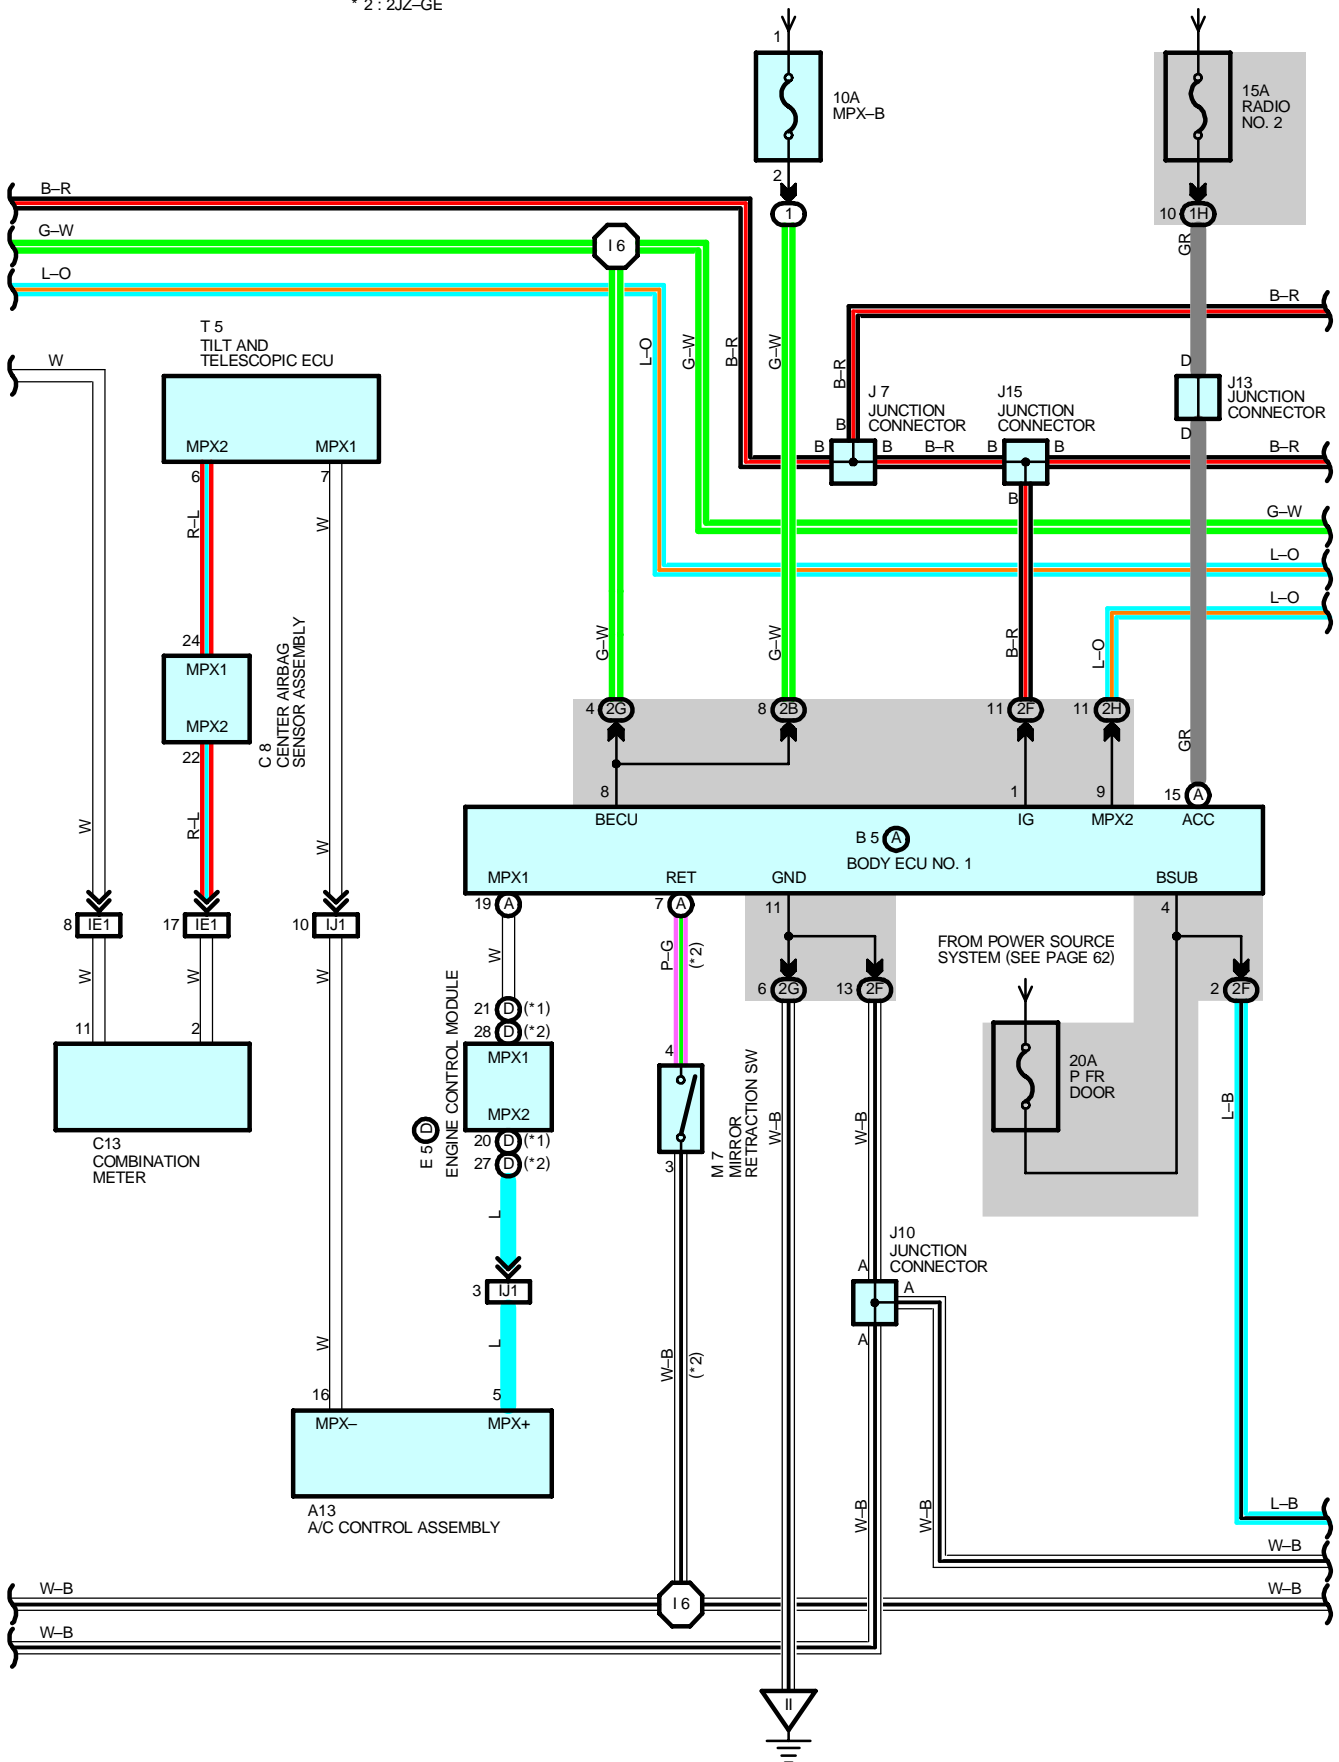 * 2 : 2JZ–GE
1
10A
MPX–B
2
1
15A
RADIO
NO. 2
10 1H
GR
B–R
G–W
L–O
I 6
W
T 5
TILT AND
TELESCOPIC ECU
MPX2 MPX1
6 7
R–L
W
L–O
G–W
B–R
G–W
B–R
B–R
D
J13
JUNCTION
CONNECTOR
D
J 7
JUNCTION
CONNECTOR
J15
JUNCTION
CONNECTOR
B
B B B–R B B
B–R
B
G–W
L–O
L–O
24
MPX1
MPX2
22
C 8
CENTER AIRBAG
SENSOR ASSEMBLY
G–W
G–W
B–R
L–O
GR
4 2G
8 2B
11 2F
11 2H
8
1
9
15 A
BECU IG MPX2 ACC
B 5 A
BODY ECU NO. 1
MPX1 RET GND BSUB
W
R–L
W
8 IE1
17 IE1
10 IJ1
W
W
W
11 2
C13
COMBINATION
METER
19 A
W
21 D (*1)
28 D (*2)
MPX1
MPX2
20 D (*1)
27 D (*2)
E 5 D
ENGINE CONTROL MODULE
L
3 IJ1
L
7 A
P–G
(*2)
4
3
M 7
MIRROR
RETRACTION SW
W–B
(*2)
11
6 2G
13 2F
W–B
W–B
FROM POWER SOURCE
SYSTEM (SEE PAGE 62)
4
2 2F
20A
P FR
DOOR
L–B
J10
JUNCTION
CONNECTOR
A
A
A
W
16 5
MPX– MPX+
A13
A/C CONTROL ASSEMBLY
W–B
W–B
L–B
W–B
W–B
W–B
I 6
W–B
II